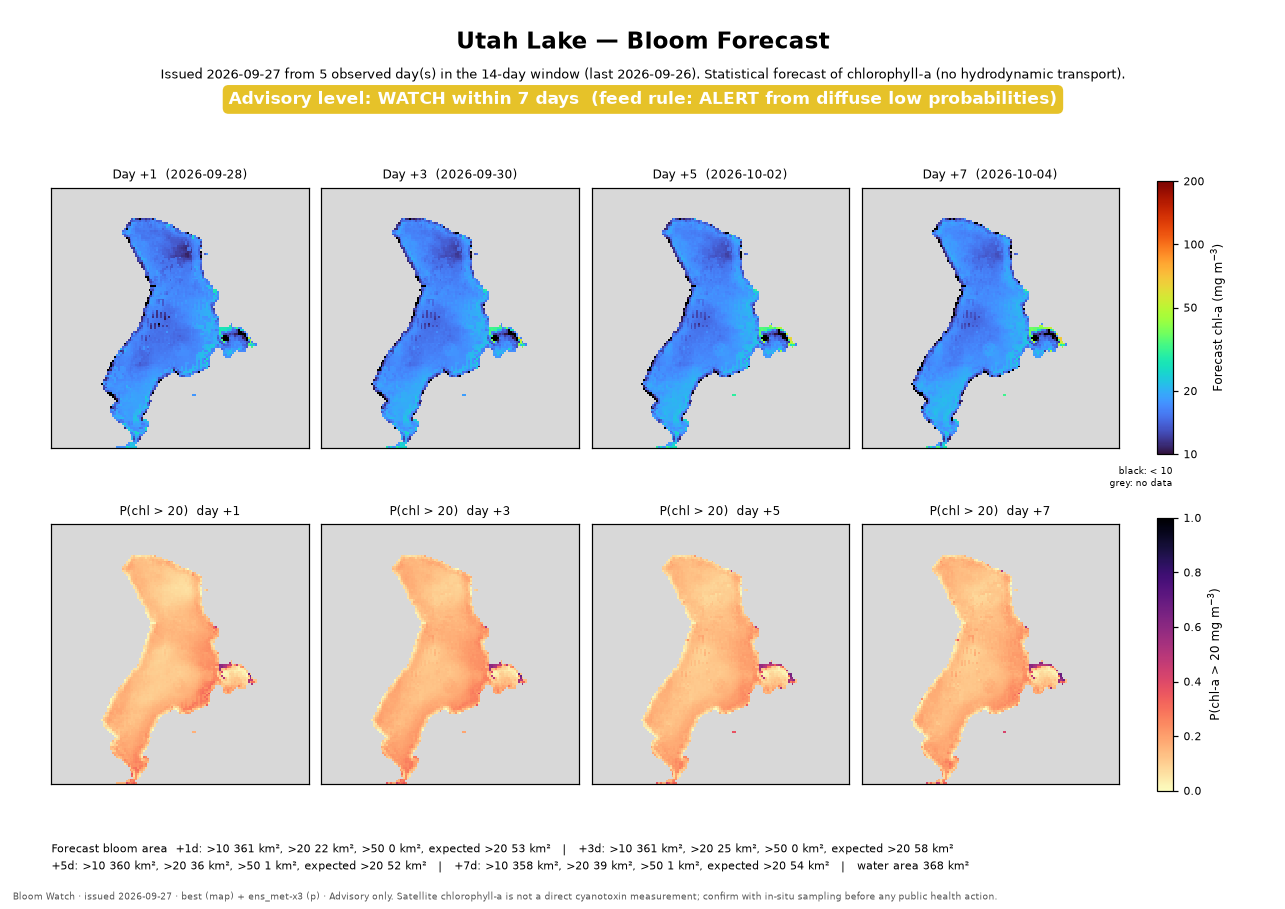 Utah Lake — Bloom Forecast
Issued 2026-09-27 from 5 observed day(s) in the 14-day window (last 2026-09-26). Statistical forecast of chlorophyll-a (no hydrodynamic transport).
Advisory level: WATCH within 7 days (feed rule: ALERT from diffuse low probabilities)
Day +1 (2026-09-28)
Day +3 (2026-09-30)
Day +5 (2026-10-02)
Day +7 (2026-10-04)
200
100
50
20
10
Forecast chl-a (mg m⁻³)
black: < 10
grey: no data
P(chl > 20) day +1
P(chl > 20) day +3
P(chl > 20) day +5
P(chl > 20) day +7
1.0
0.8
0.6
0.4
0.2
0.0
P(chl-a > 20 mg m⁻³)
Forecast bloom area +1d: >10 361 km², >20 22 km², >50 0 km², expected >20 53 km² | +3d: >10 361 km², >20 25 km², >50 0 km², expected >20 58 km²
+5d: >10 360 km², >20 36 km², >50 1 km², expected >20 52 km² | +7d: >10 358 km², >20 39 km², >50 1 km², expected >20 54 km² | water area 368 km²
Bloom Watch · issued 2026-09-27 · best (map) + ens_met-x3 (p) · Advisory only. Satellite chlorophyll-a is not a direct cyanotoxin measurement; confirm with in-situ sampling before any public health action.